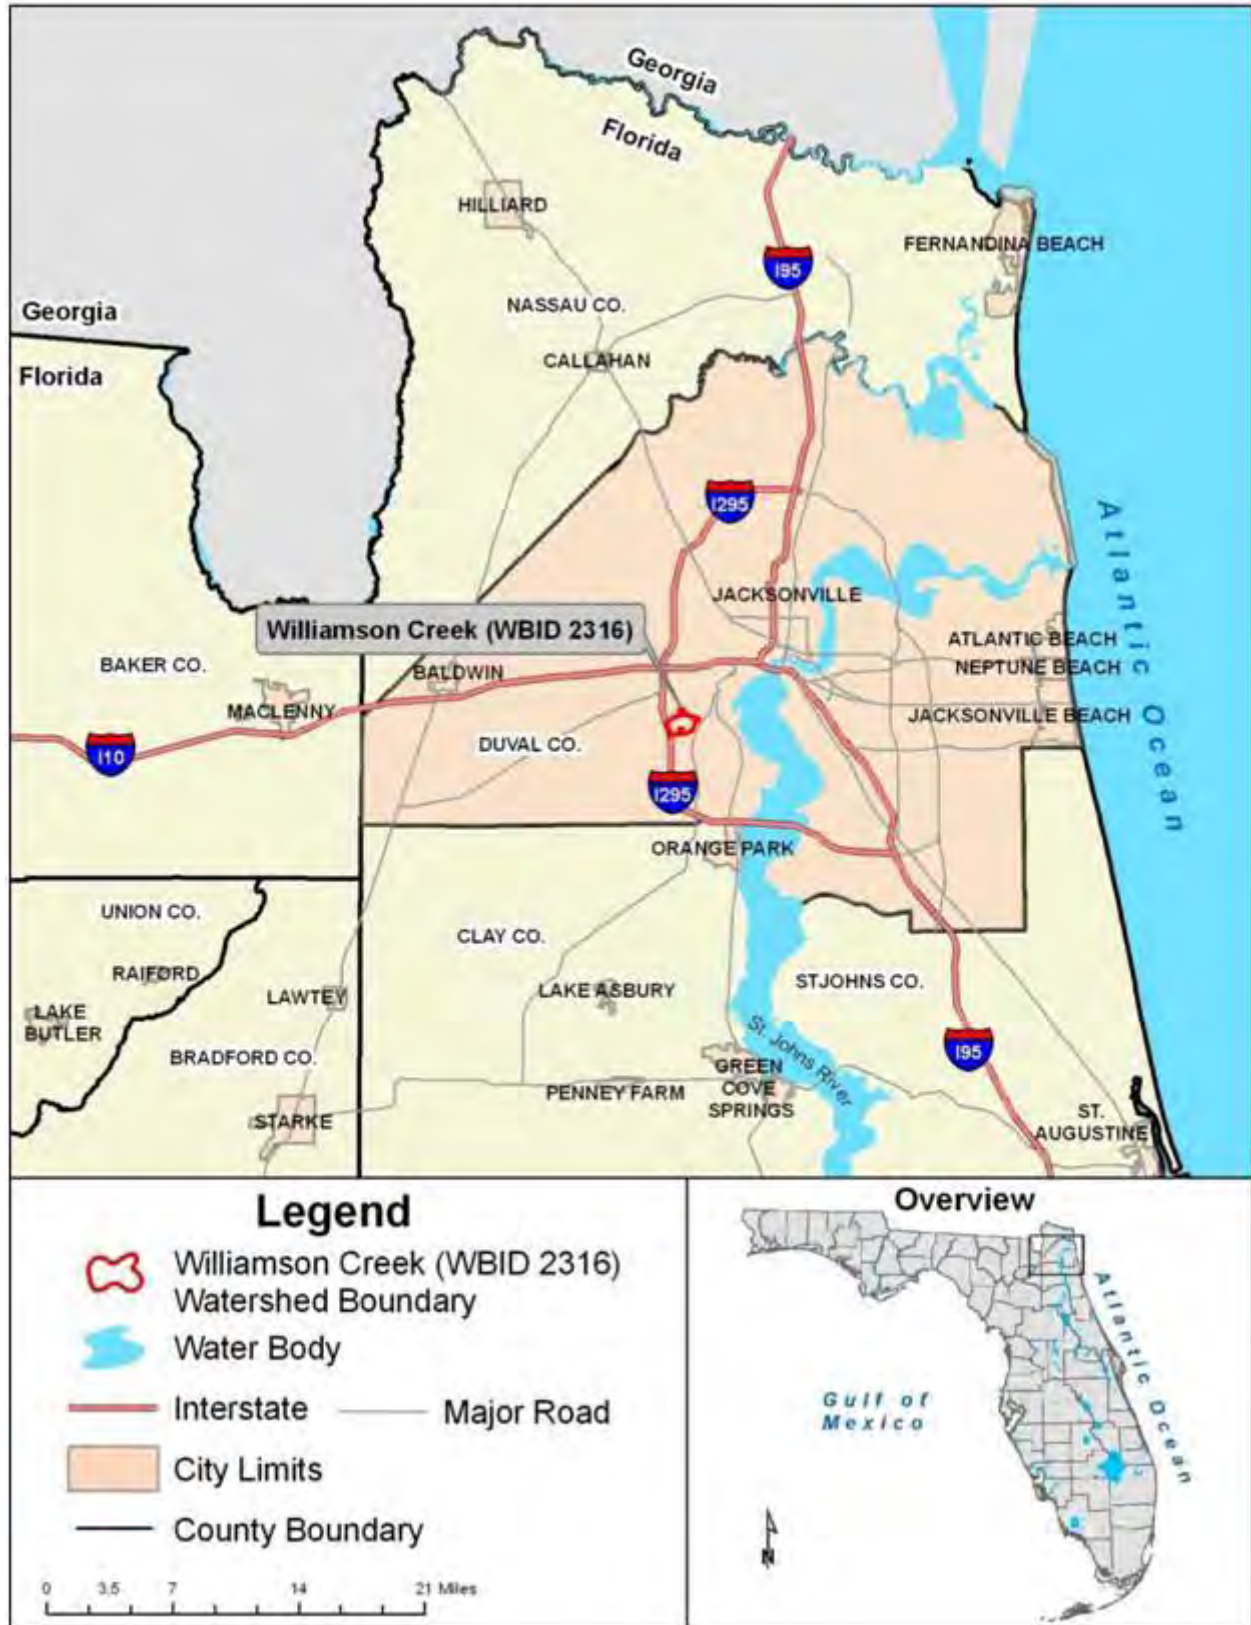 Georgia
Florida
HILLIARD
FERNANDINA BEACH
I95
NASSAU CO.
Georgia
CALLAHAN
Florida
I295
Atlantic Ocean
JACKSONVILLE
Williamson Creek (WBID 2316)
ATLANTIC BEACH
BAKER CO.
BALDWIN
NEPTUNE BEACH
MACLENNY
JACKSONVILLE BEACH
DUVAL CO.
I10
I295
ORANGE PARK
UNION CO.
CLAY CO.
RAIFORD
STJOHNS CO.
LAWTEY
LAKE ASBURY
LAKE
BUTLER
BRADFORD CO.
St. Johns River
I95
GREEN
COVE
SPRINGS
PENNEY FARM
STARKE
ST.
AUGUSTINE
Legend
Williamson Creek (WBID 2316)
Watershed Boundary
Water Body
Interstate
Major Road
City Limits
County Boundary
0 3.5 7 14 21 Miles
Overview
Atlantic Ocean
Gulf of
Mexico
N